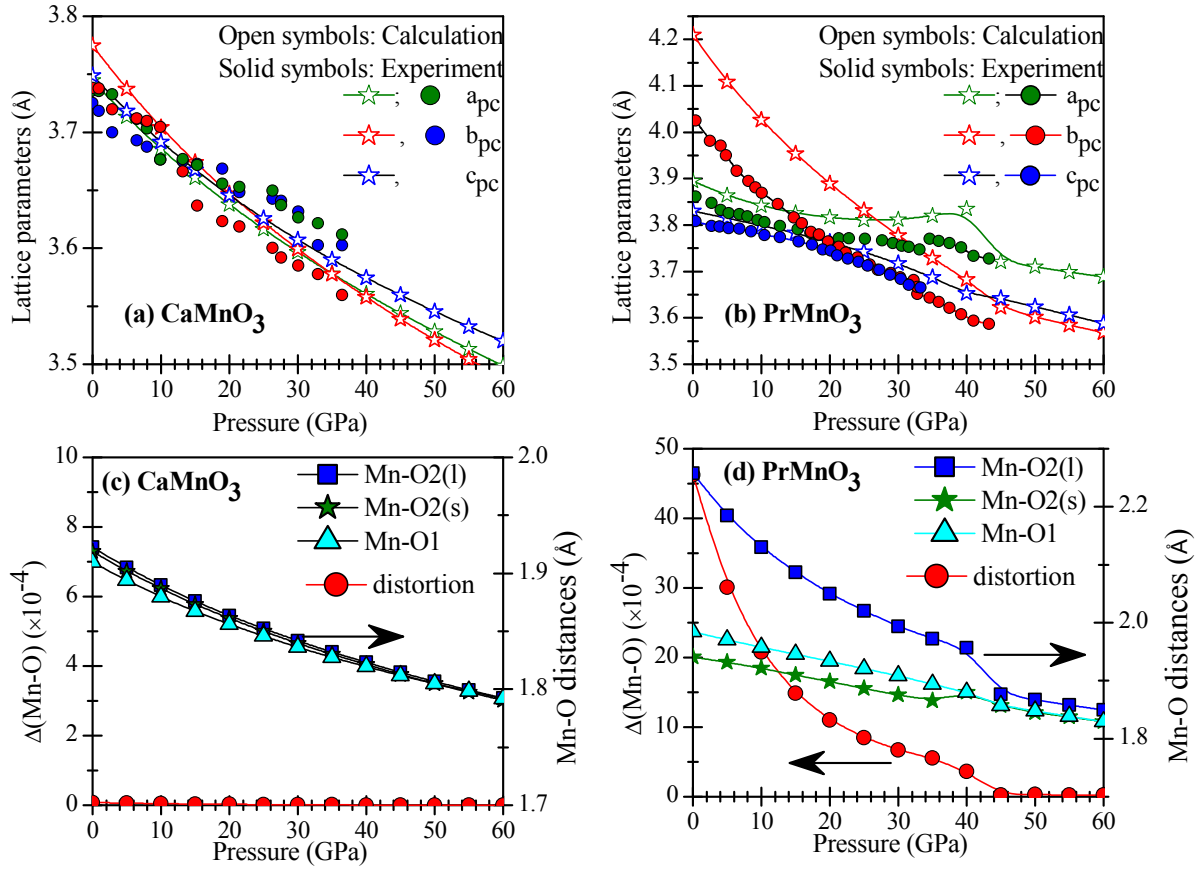 Open symbols: Calculation
Solid symbols: Experiment
; a_pc
, b_pc
, c_pc
(a) CaMnO3
Lattice parameters (Å)
3.8
3.7
3.6
3.5
0 10 20 30 40 50 60
Pressure (GPa)
Open symbols: Calculation
Solid symbols: Experiment
; a_pc
, b_pc
, c_pc
(b) PrMnO3
Lattice parameters (Å)
4.2
4.1
4.0
3.9
3.8
3.7
3.6
3.5
0 10 20 30 40 50 60
Pressure (GPa)
(c) CaMnO3
Mn-O2(l)
Mn-O2(s)
Mn-O1
distortion
Δ(Mn-O) (×10⁻⁴)
10
8
6
4
2
0
Mn-O distances (Å)
2.0
1.9
1.8
1.7
0 10 20 30 40 50 60
Pressure (GPa)
(d) PrMnO3
Mn-O2(l)
Mn-O2(s)
Mn-O1
distortion
Δ(Mn-O) (×10⁻⁴)
50
40
30
20
10
0
Mn-O distances (Å)
2.2
2.1
2.0
1.9
1.8
0 10 20 30 40 50 60
Pressure (GPa)